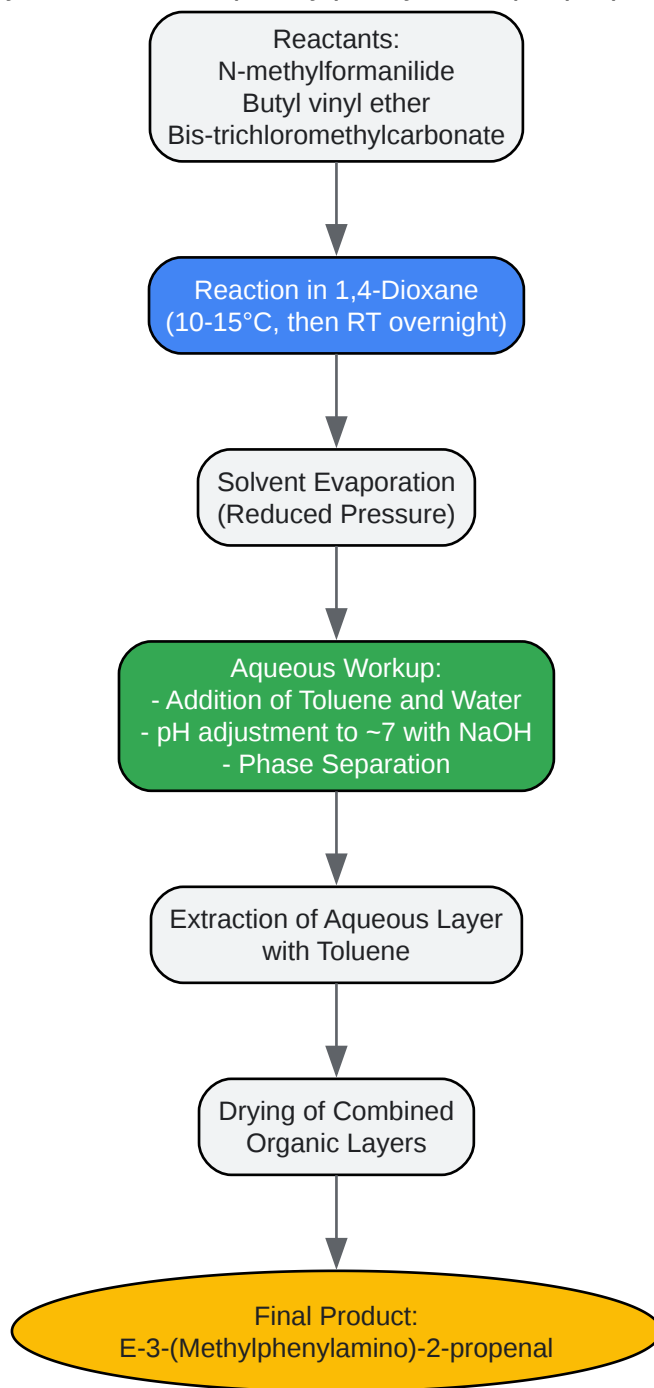 Reactants:
N-methylformanilide
Butyl vinyl ether
Bis-trichloromethylcarbonate
Reaction in 1,4-Dioxane
(10-15°C, then RT overnight)
Solvent Evaporation
(Reduced Pressure)
Aqueous Workup:
- Addition of Toluene and Water
- pH adjustment to ~7 with NaOH
- Phase Separation
Extraction of Aqueous Layer
with Toluene
Drying of Combined
Organic Layers
Final Product:
E-3-(Methylphenylamino)-2-propenal